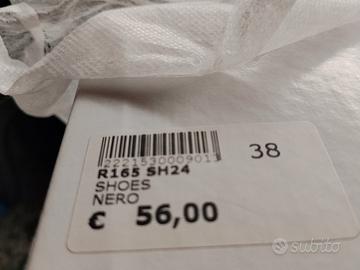 2221530009013
38
R165 SH24
SHOES
NERO
€ 56,00
subito